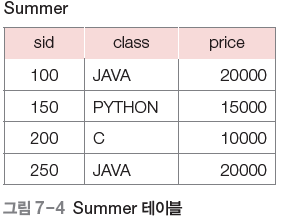 Summer
sid class price
100 JAVA 20000
150 PYTHON 15000
200 C 10000
250 JAVA 20000
그림 7-4 Summer 테이블